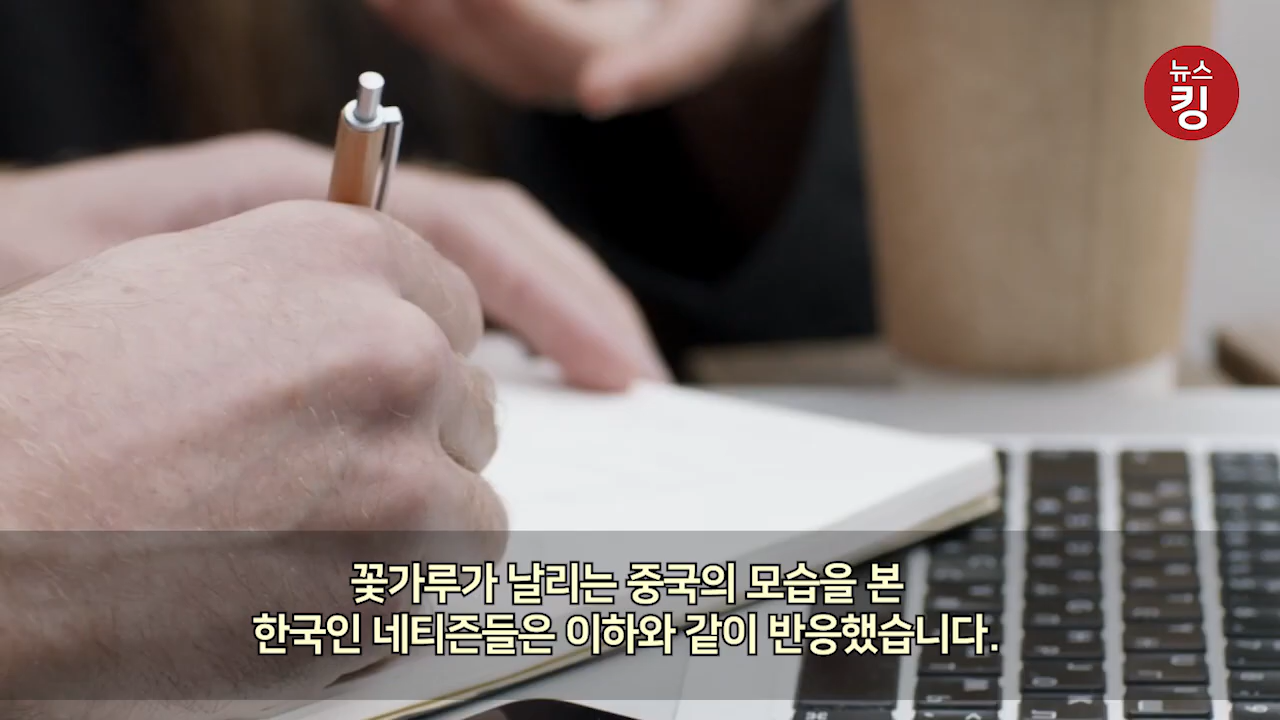 뉴스
킹
꽃가루가 날리는 중국의 모습을 본
한국인 네티즌들은 이하와 같이 반응했습니다.